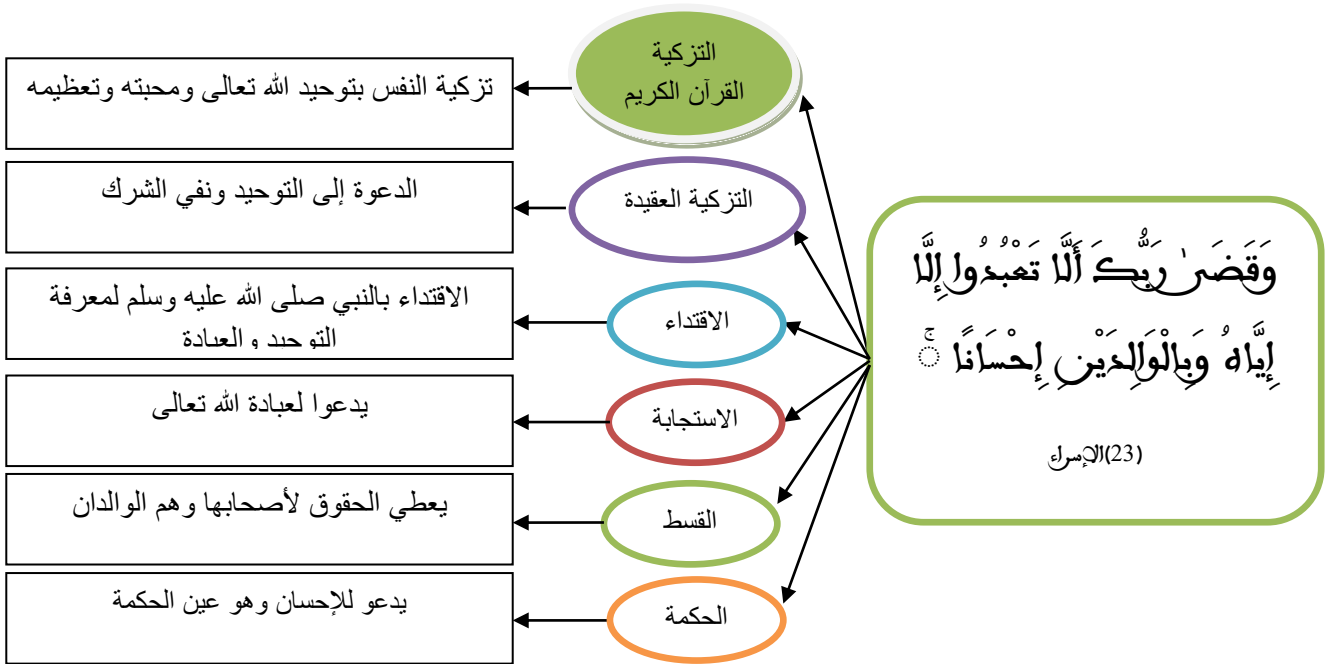 وَقَضَىٰ رَبُّكَ أَلَّا تَعْبُدُوا إِلَّا
إِيَّاهُ وَبِالْوَالِدَيْنِ إِحْسَانًا ۚ
(23)الإسراء
التزكية
القرآن الكريم
تزكية النفس بتوحيد الله تعالى ومحبته وتعظيمه
التزكية العقيدة
الدعوة إلى التوحيد ونفي الشرك
الاقتداء
الاقتداء بالنبي صلى الله عليه وسلم لمعرفة
التوحيد والعبادة
الاستجابة
يدعوا لعبادة الله تعالى
القسط
يعطي الحقوق لأصحابها وهم الوالدان
الحكمة
يدعو للإحسان وهو عين الحكمة